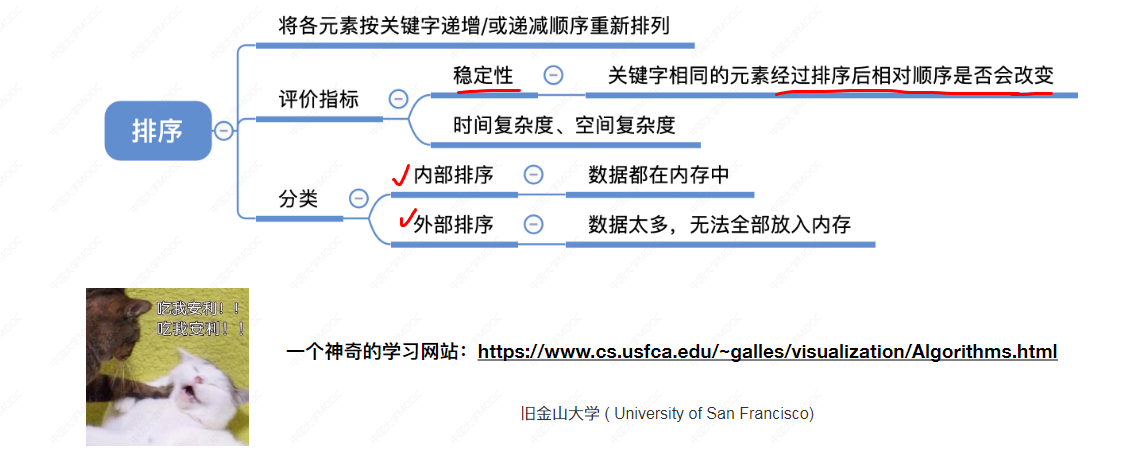 将各元素按关键字递增/或递减顺序重新排列
稳定性
关键字相同的元素经过排序后相对顺序是否会改变
评价指标
时间复杂度、空间复杂度
排序
内部排序
数据都在内存中
分类
外部排序
数据太多，无法全部放入内存
吃我安利！！
吃我安利！！
一个神奇的学习网站：https://www.cs.usfca.edu/~galles/visualization/Algorithms.html
旧金山大学 ( University of San Francisco)